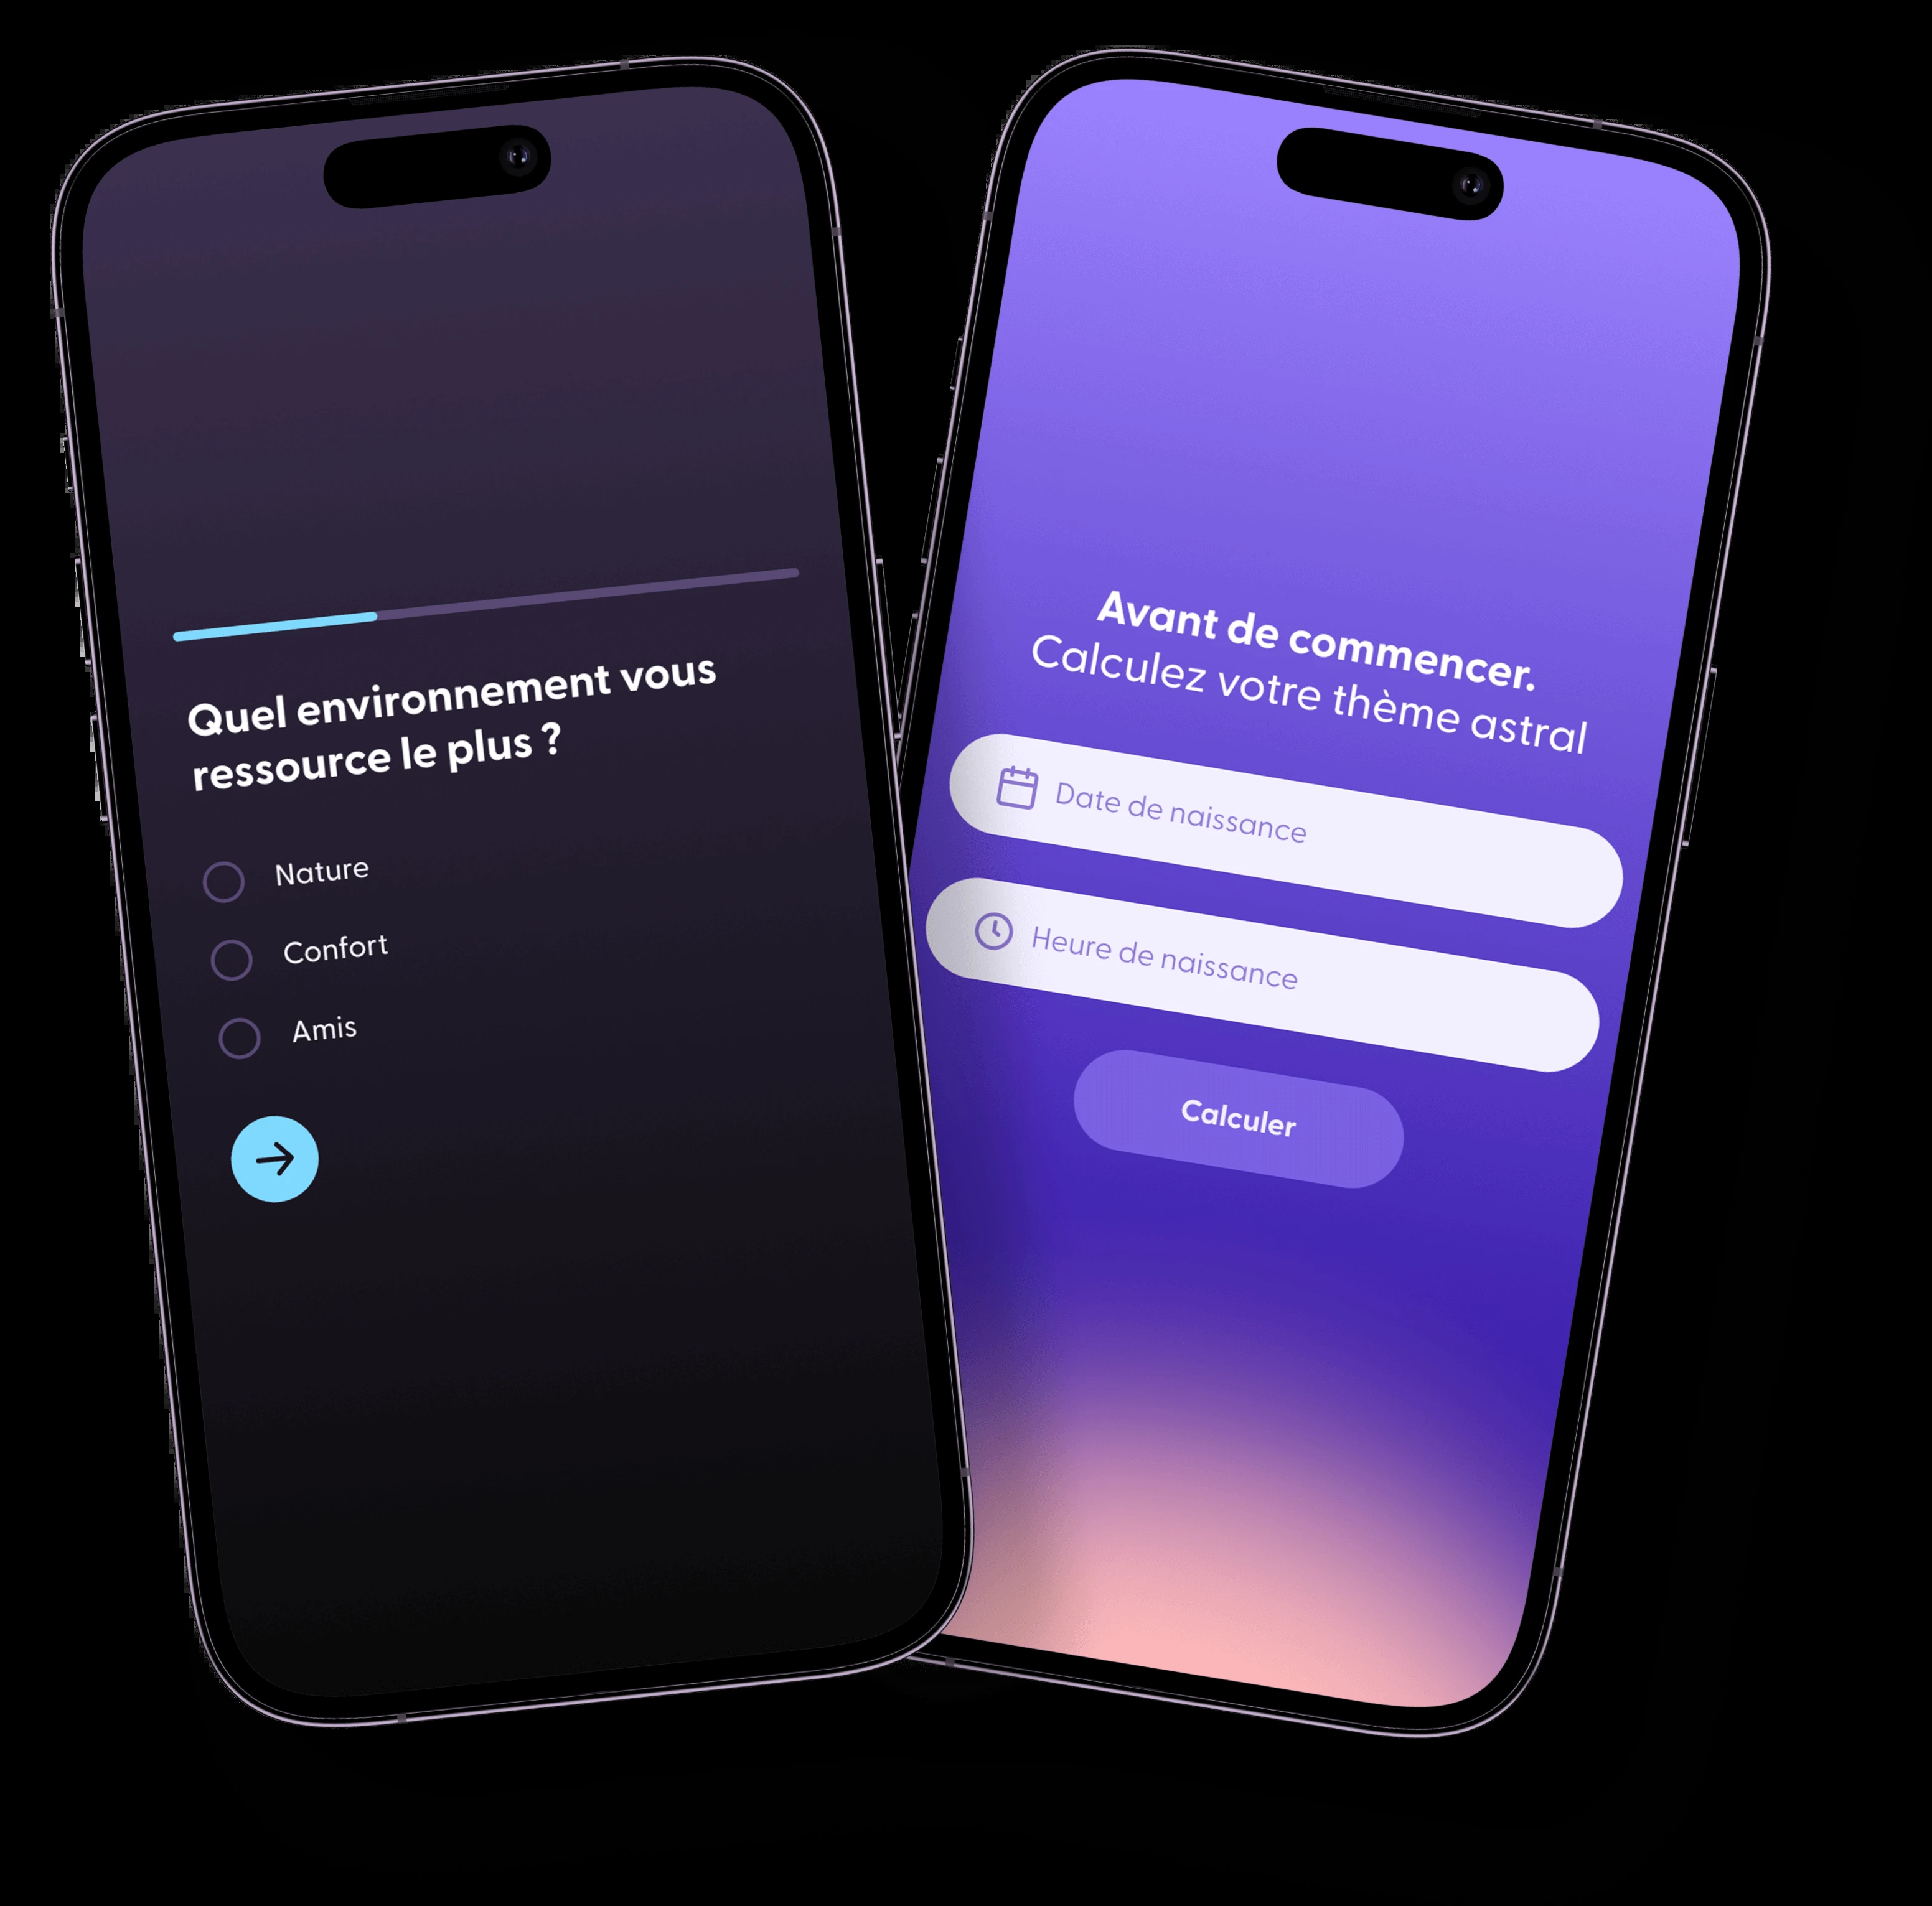 Quel environnement vous
ressource le plus ?
Nature
Confort
Amis
Avant de commencer.
Calculez votre thème astral
Date de naissance
Heure de naissance
Calculer